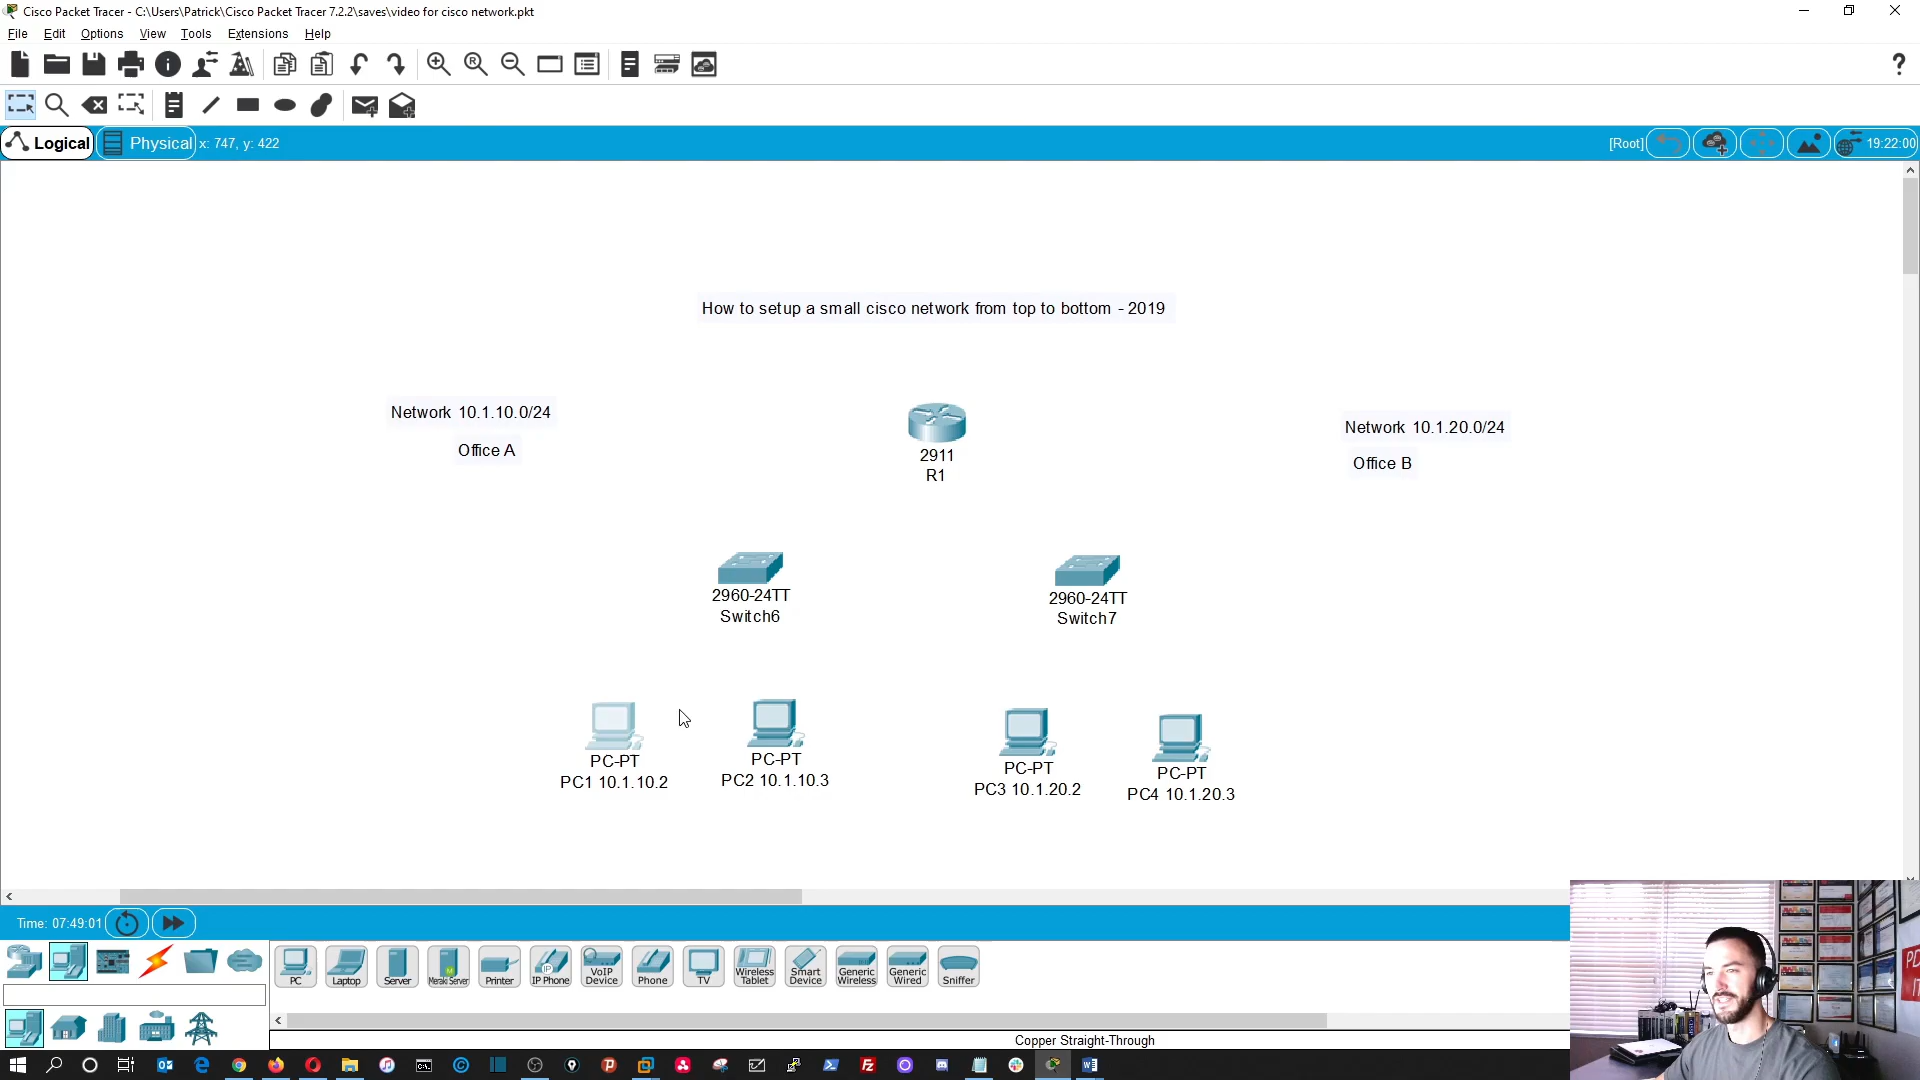 Cisco Packet Tracer - C:\Users\Patrick\Cisco Packet Tracer 7.2.2\saves\video for cisco network.pkt
File Edit Options View Tools Extensions Help
Logical Physical x: 747, y: 422 [Root] 19:22:00
How to setup a small cisco network from top to bottom - 2019
Network 10.1.10.0/24
Office A
Network 10.1.20.0/24
Office B
2911
R1
2960-24TT
Switch6
2960-24TT
Switch7
PC-PT
PC1 10.1.10.2
PC-PT
PC2 10.1.10.3
PC-PT
PC3 10.1.20.2
PC-PT
PC4 10.1.20.3
Time: 07:49:01
PC Laptop Server Meraki Server Printer IP Phone VoIP Device Phone TV Wireless Tablet Smart Device Generic Wireless Generic Wired Sniffer
Copper Straight-Through